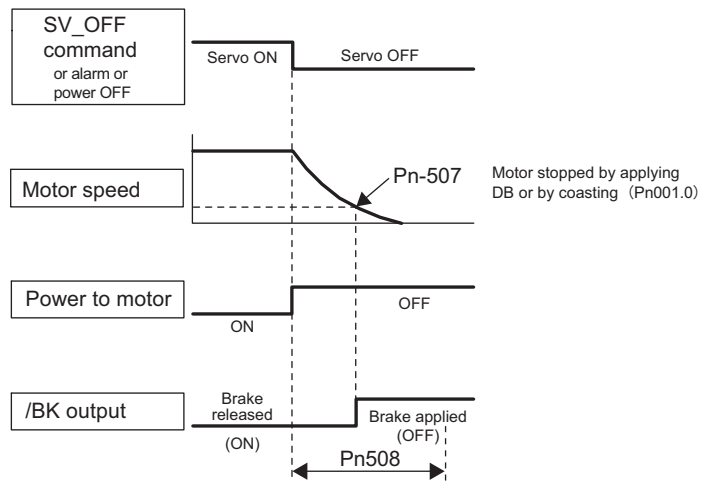 SV_OFF
command
or alarm or
power OFF
Servo ON
Servo OFF
Motor speed
Pn-507
Motor stopped by applying
DB or by coasting (Pn001.0)
Power to motor
ON
OFF
/BK output
Brake
released
(ON)
Brake applied
(OFF)
Pn508